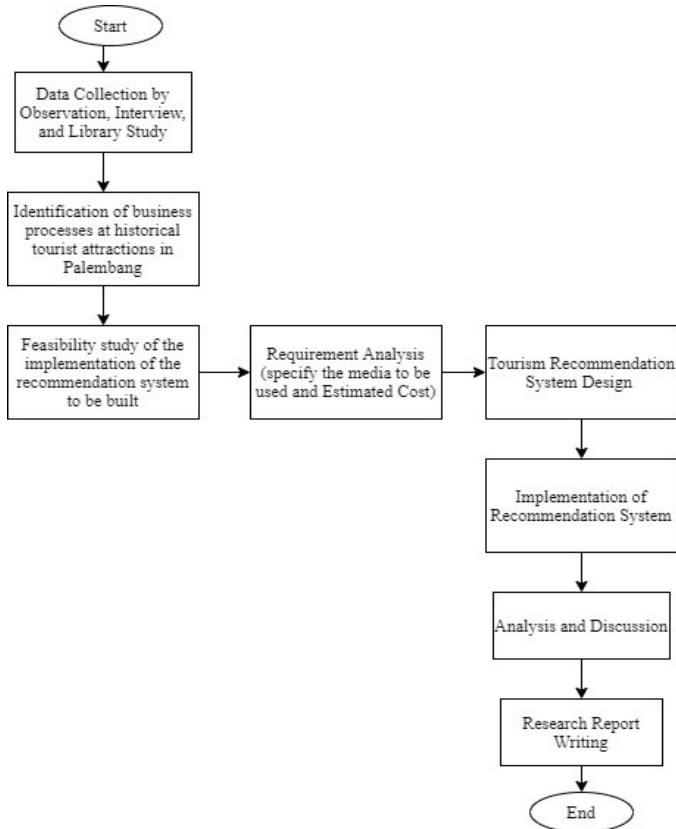 Start
Data Collection by
Observation, Interview,
and Library Study
Identification of business
processes at historical
tourist attractions in
Palembang
Feasibility study of the
implementation of the
recommendation system
to be built
Requirement Analysis
(specify the media to be
used and Estimated Cost)
Tourism Recommendation
System Design
Implementation of
Recommendation System
Analysis and Discussion
Research Report
Writing
End